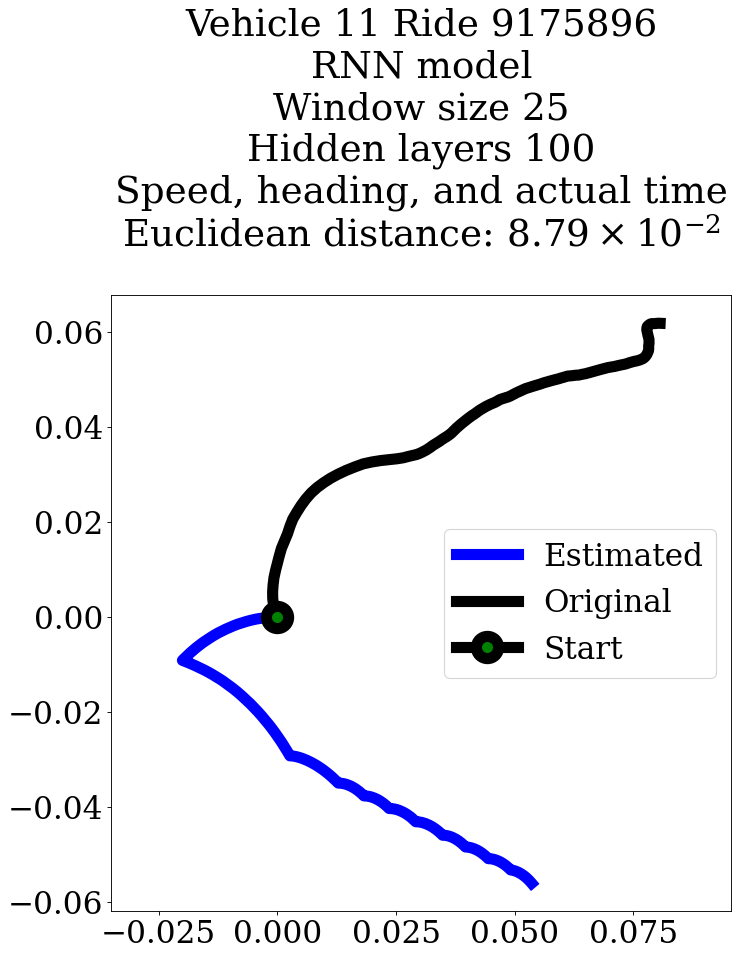 Vehicle 11 Ride 9175896
RNN model
Window size 25
Hidden layers 100
Speed, heading, and actual time
Euclidean distance: 8.79 × 10⁻²
0.06
0.04
0.02
0.00
−0.02
−0.04
−0.06
Estimated
Original
Start
−0.025 0.000 0.025 0.050 0.075